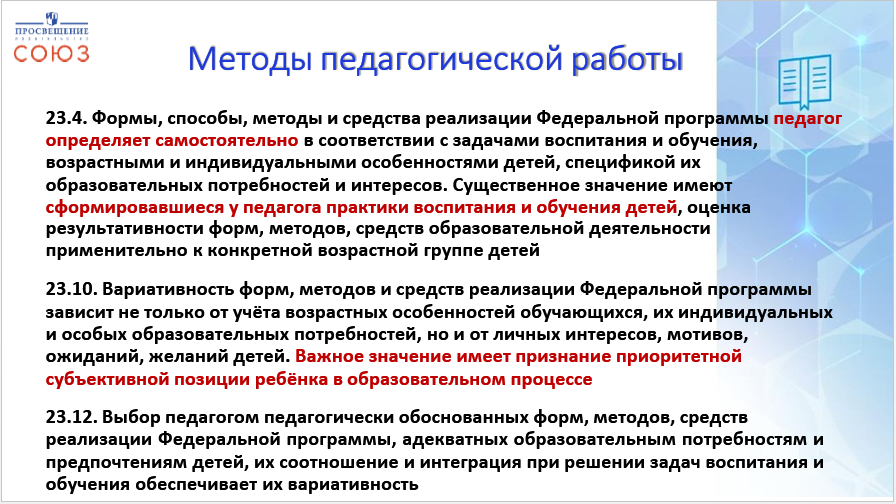 ПРОСВЕЩЕНИЕ
ИЗДАТЕЛЬСТВО
СОЮЗ
Методы педагогической работы
23.4. Формы, способы, методы и средства реализации Федеральной программы педагог
определяет самостоятельно в соответствии с задачами воспитания и обучения,
возрастными и индивидуальными особенностями детей, спецификой их
образовательных потребностей и интересов. Существенное значение имеют
сформировавшиеся у педагога практики воспитания и обучения детей, оценка
результативности форм, методов, средств образовательной деятельности
применительно к конкретной возрастной группе детей
23.10. Вариативность форм, методов и средств реализации Федеральной программы
зависит не только от учёта возрастных особенностей обучающихся, их индивидуальных
и особых образовательных потребностей, но и от личных интересов, мотивов,
ожиданий, желаний детей. Важное значение имеет признание приоритетной
субъективной позиции ребёнка в образовательном процессе
23.12. Выбор педагогом педагогически обоснованных форм, методов, средств
реализации Федеральной программы, адекватных образовательным потребностям и
предпочтениям детей, их соотношение и интеграция при решении задач воспитания и
обучения обеспечивает их вариативность